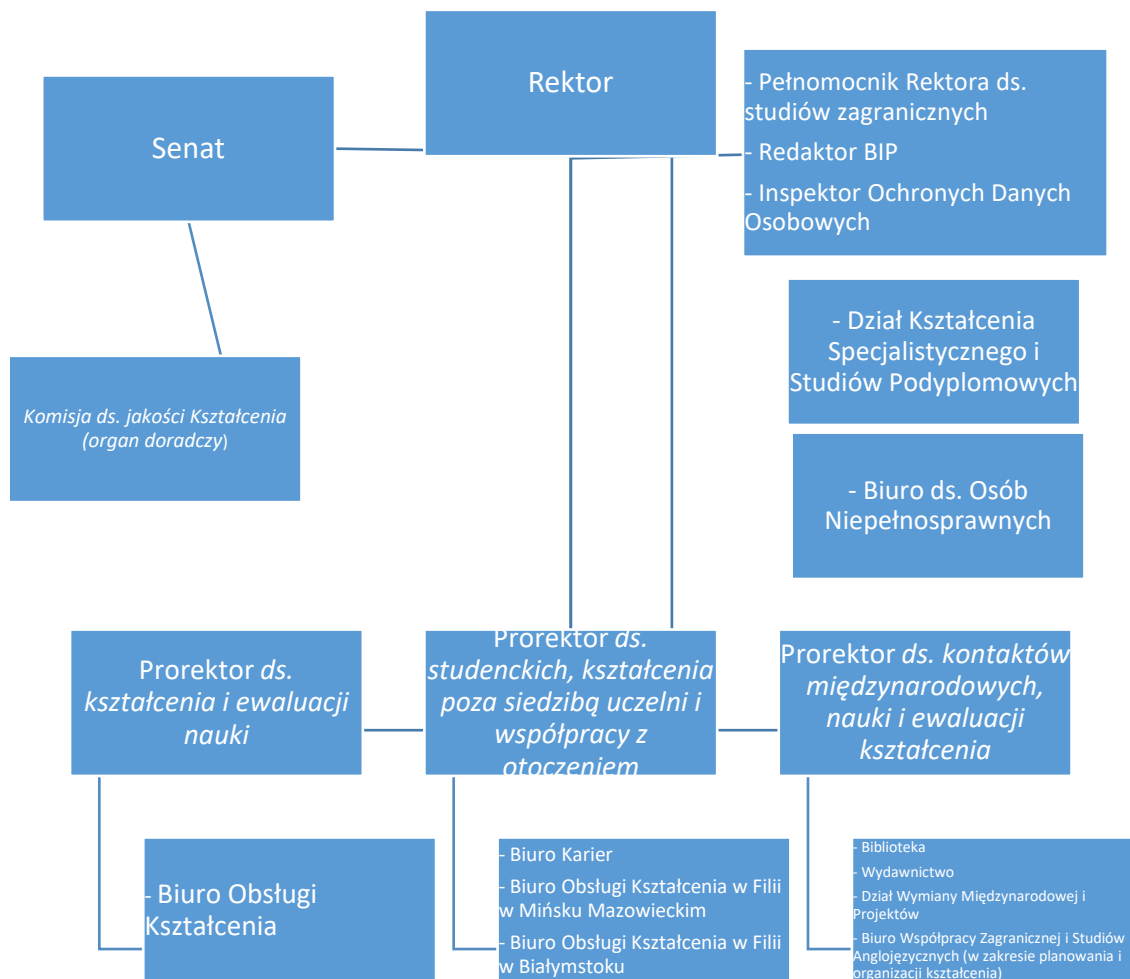 Rektor
Senat
- Pełnomocnik Rektora ds.
studiów zagranicznych
- Redaktor BIP
- Inspektor Ochronych Danych
Osobowych
- Dział Kształcenia
Specjalistycznego i
Studiów Podyplomowych
Komisja ds. jakości Kształcenia
(organ doradczy)
- Biuro ds. Osób
Niepełnosprawnych
Prorektor ds.
kształcenia i ewaluacji
nauki
Prorektor ds.
studenckich, kształcenia
poza siedzibą uczelni i
współpracy z
otoczeniem
Prorektor ds. kontaktów
międzynarodowych,
nauki i ewaluacji
kształcenia
- Biuro Obsługi
Kształcenia
- Biuro Karier
- Biuro Obsługi Kształcenia w Filii
w Mińsku Mazowieckim
- Biuro Obsługi Kształcenia w Filii
w Białymstoku
- Biblioteka
- Wydawnictwo
- Dział Wymiany Międzynarodowej i
Projektów
- Biuro Współpracy Zagranicznej i Studiów
Anglojęzycznych (w zakresie planowania i
organizacji kształcenia)